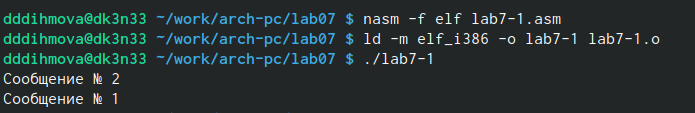 dddihmova@dk3n33 ~/work/arch-pc/lab07 $ nasm -f elf lab7-1.asm
dddihmova@dk3n33 ~/work/arch-pc/lab07 $ ld -m elf_i386 -o lab7-1 lab7-1.o
dddihmova@dk3n33 ~/work/arch-pc/lab07 $ ./lab7-1
Сообщение № 2
Сообщение № 1